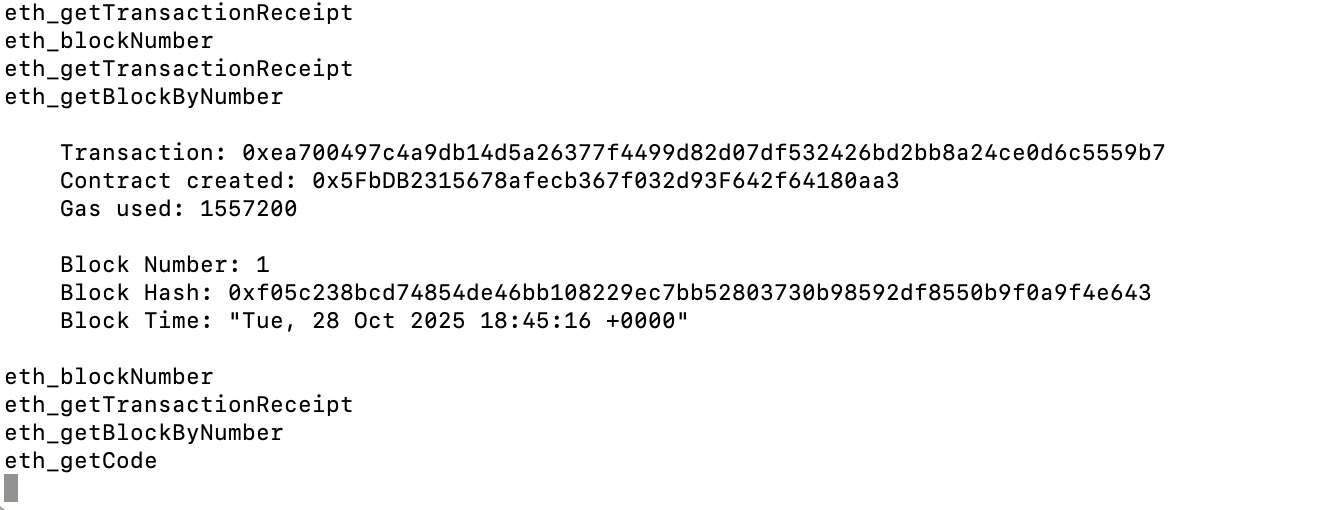 eth_getTransactionReceipt
eth_blockNumber
eth_getTransactionReceipt
eth_getBlockByNumber
Transaction: 0xea700497c4a9db14d5a26377f4499d82d07df532426bd2bb8a24ce0d6c5559b7
Contract created: 0x5FbDB2315678afecb367f032d93F642f64180aa3
Gas used: 1557200
Block Number: 1
Block Hash: 0xf05c238bcd74854de46bb108229ec7bb52803730b98592df8550b9f0a9f4e643
Block Time: "Tue, 28 Oct 2025 18:45:16 +0000"
eth_blockNumber
eth_getTransactionReceipt
eth_getBlockByNumber
eth_getCode